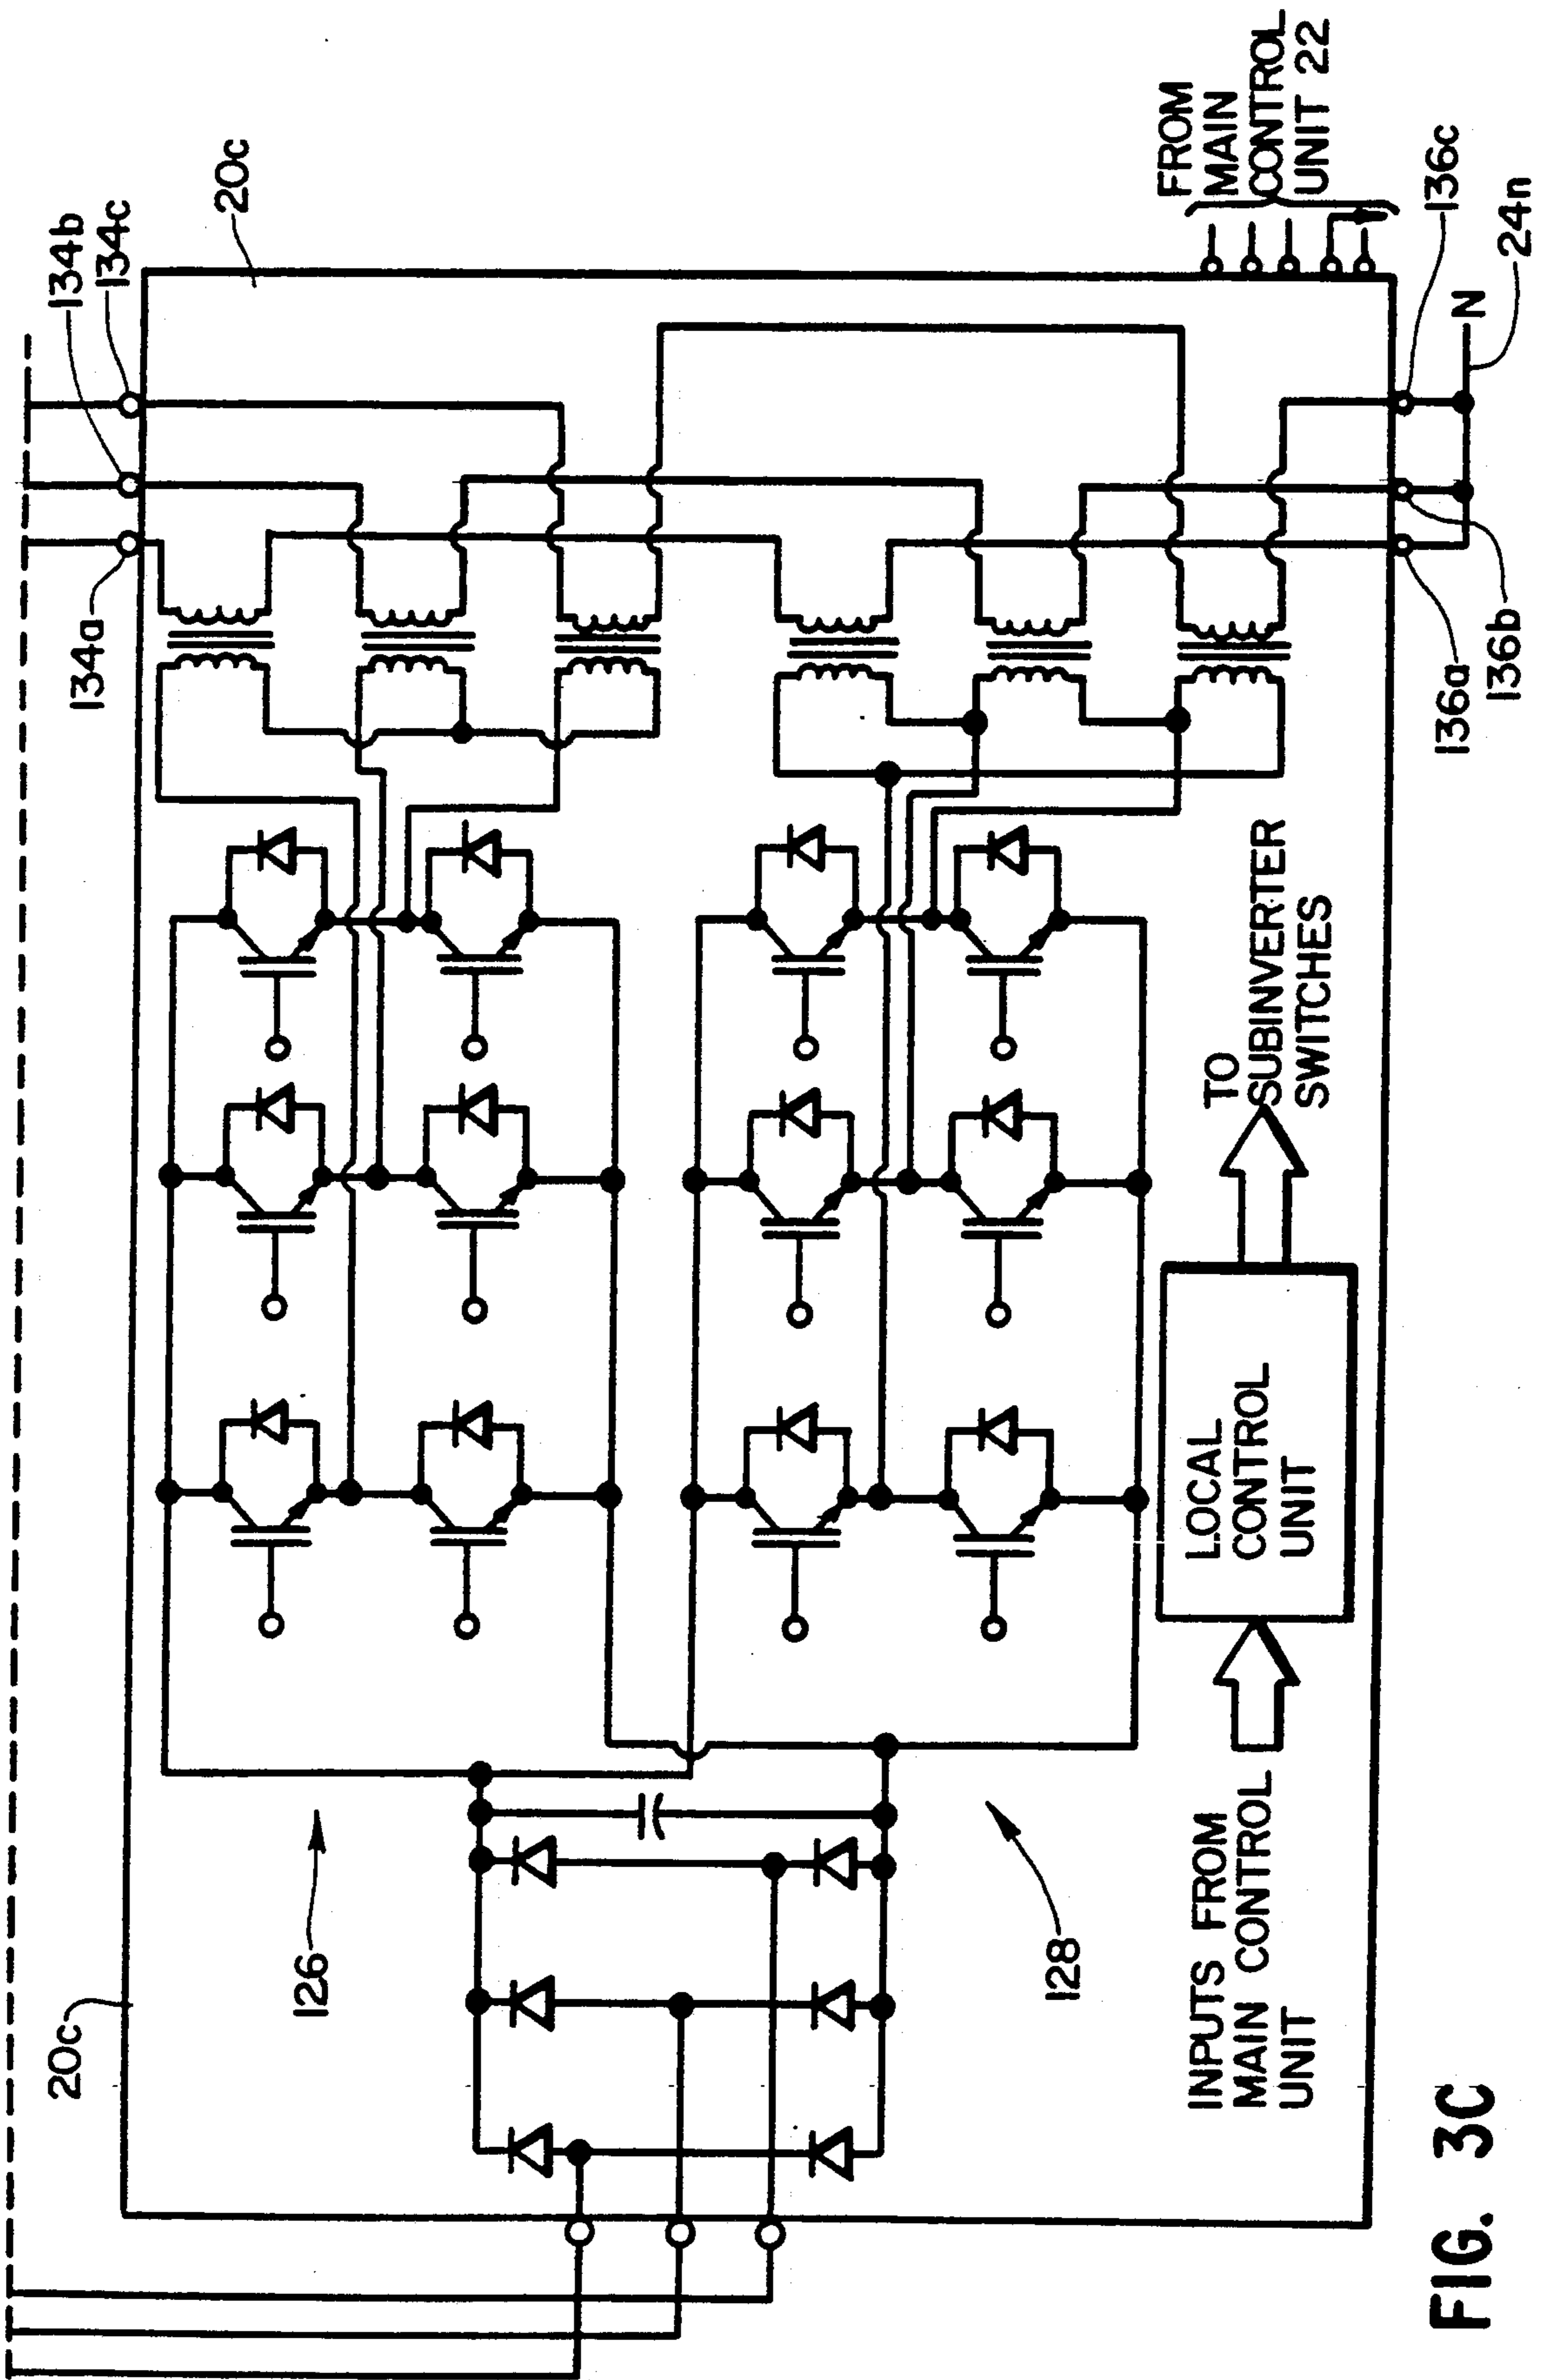 134b
134c
20c
134a
FROM
MAIN
CONTROL
UNIT 22
136c
N
24n
136a
136b
TO
SUBINVERTER
SWITCHES
LOCAL
CONTROL
UNIT
126
128
20c
INPUTS FROM
MAIN CONTROL
UNIT
FIG. 3C